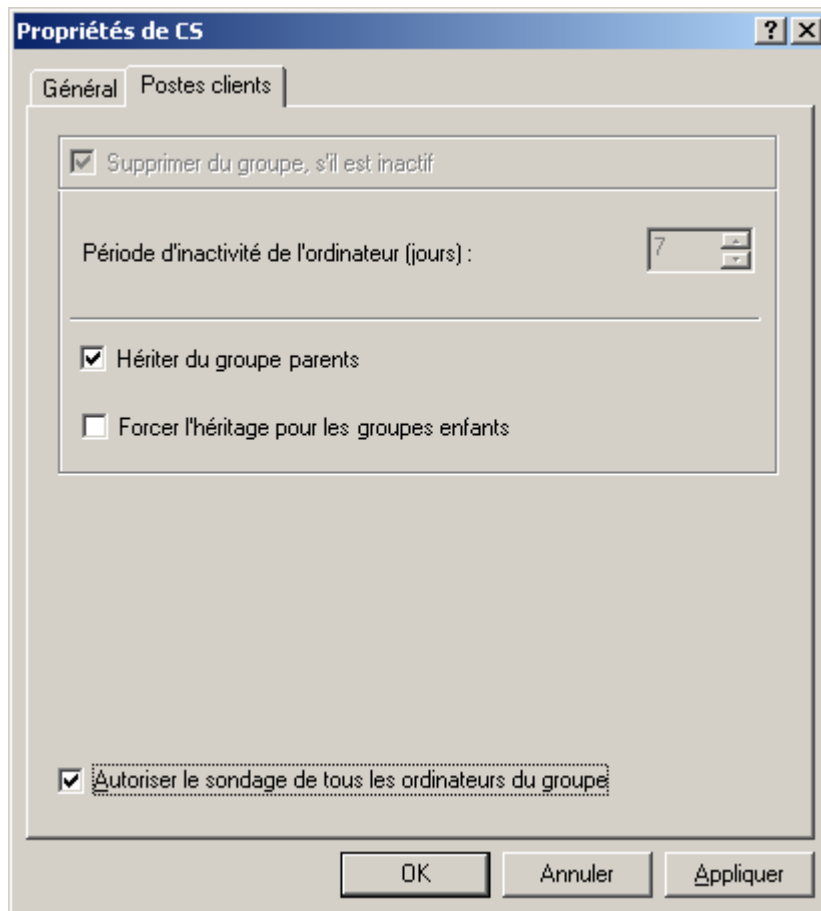 Propriétés de CS
Général
Postes clients
Supprimer du groupe, s'il est inactif
Période d'inactivité de l'ordinateur (jours) :
7
Hériter du groupe parents
Forcer l'héritage pour les groupes enfants
Autoriser le sondage de tous les ordinateurs du groupe
OK
Annuler
Appliquer